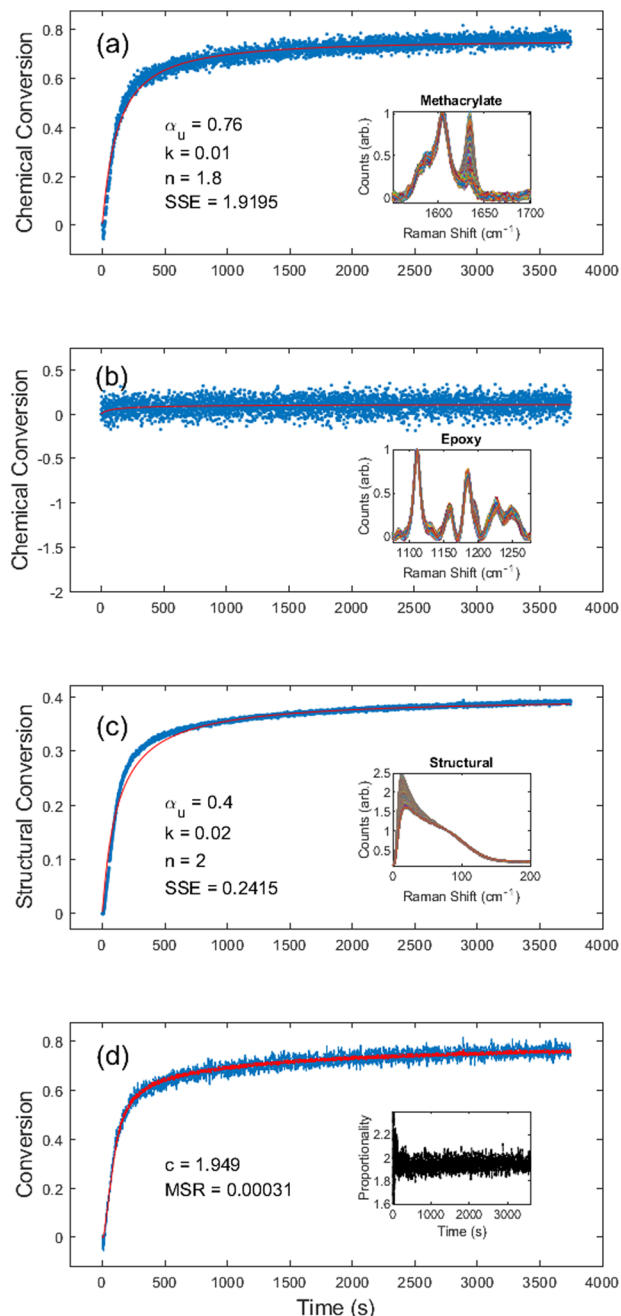 (a)
Chemical Conversion
0.8
0.6
0.4
0.2
0
0 500 1000 1500 2000 2500 3000 3500 4000
αu = 0.76
k = 0.01
n = 1.8
SSE = 1.9195
Methacrylate
Counts (arb.)
1
0.5
0
1600 1650 1700
Raman Shift (cm-1)
(b)
Chemical Conversion
0.5
0
-0.5
-1
-1.5
-2
0 500 1000 1500 2000 2500 3000 3500 4000
Epoxy
Counts (arb.)
1
0.5
0
1100 1150 1200 1250
Raman Shift (cm-1)
(c)
Structural Conversion
0.4
0.3
0.2
0.1
0
0 500 1000 1500 2000 2500 3000 3500 4000
αu = 0.4
k = 0.02
n = 2
SSE = 0.2415
Structural
Counts (arb.)
2.5
2
1.5
1
0.5
0.1
0 100 200
Raman Shift (cm-1)
(d)
Conversion
0.8
0.6
0.4
0.2
0
0 500 1000 1500 2000 2500 3000 3500 4000
c = 1.949
MSR = 0.00031
Proportionality
2.2
2
1.8
1.6
0 1000 2000 3000
Time (s)
Time (s)